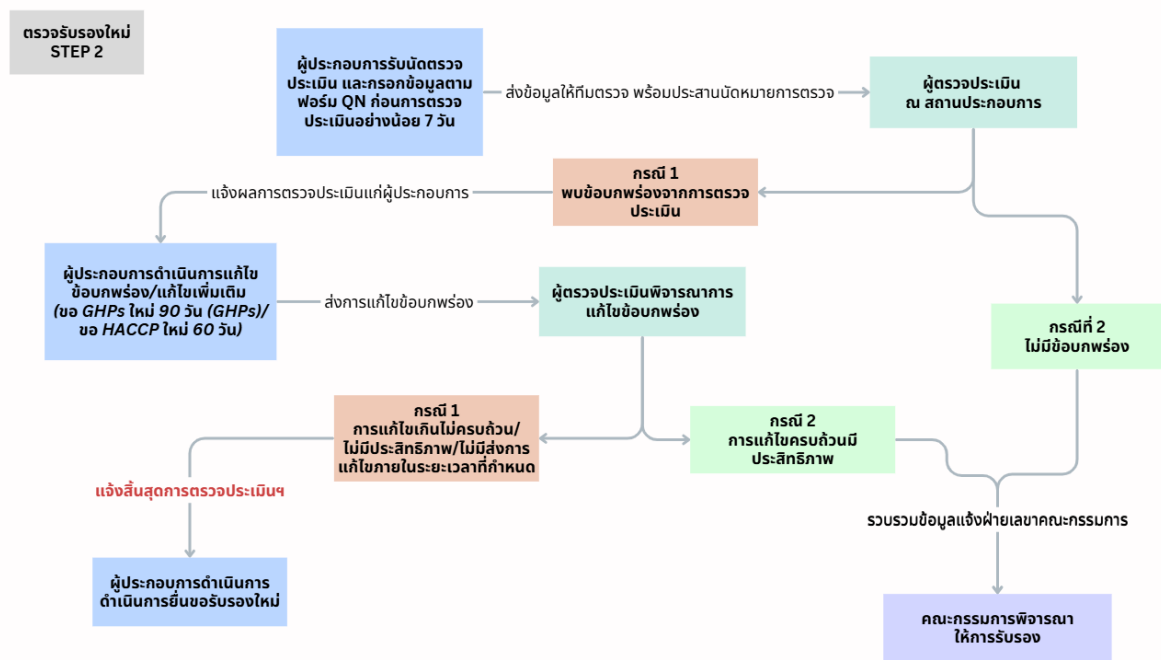 ตรวจรับรองใหม่
STEP 2
ผู้ประกอบการรับนัดตรวจ
ประเมิน และกรอกข้อมูลตาม
ฟอร์ม QN ก่อนการตรวจ
ประเมินอย่างน้อย 7 วัน
ส่งข้อมูลให้ทีมตรวจ พร้อมประสานนัดหมายการตรวจ
ผู้ตรวจประเมิน
ณ สถานประกอบการ
กรณี 1
พบข้อบกพร่องจากการตรวจ
ประเมิน
แจ้งผลการตรวจประเมินแก่ผู้ประกอบการ
ผู้ประกอบการดำเนินการแก้ไข
ข้อบกพร่อง/แก้ไขเพิ่มเติม
(ขอ GHPs ใหม่ 90 วัน (GHPs)/
ขอ HACCP ใหม่ 60 วัน)
ส่งการแก้ไขข้อบกพร่อง
ผู้ตรวจประเมินพิจารณาการ
แก้ไขข้อบกพร่อง
กรณีที่ 2
ไม่มีข้อบกพร่อง
กรณี 1
การแก้ไขเกินไม่ครบถ้วน/
ไม่มีประสิทธิภาพ/ไม่มีส่งการ
แก้ไขภายในระยะเวลาที่กำหนด
กรณี 2
การแก้ไขครบถ้วนมี
ประสิทธิภาพ
แจ้งสิ้นสุดการตรวจประเมินฯ
รวบรวมข้อมูลแจ้งฝ่ายเลขาคณะกรรมการ
ผู้ประกอบการดำเนินการ
ดำเนินการยื่นขอรับรองใหม่
คณะกรรมการพิจารณา
ให้การรับรอง